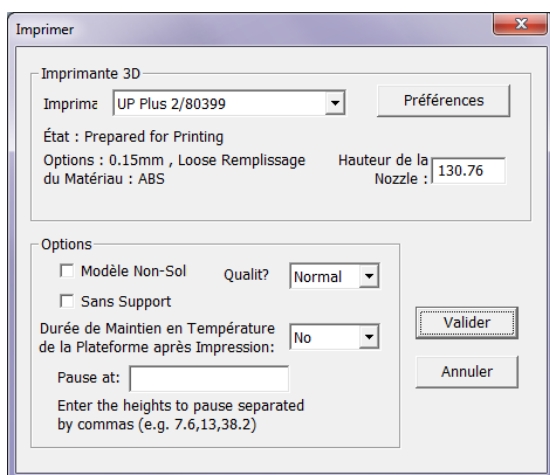 Imprimer
Imprimante 3D
Imprima UP Plus 2/80399
Préférences
État : Prepared for Printing
Options : 0.15mm , Loose Remplissage
du Matériau : ABS
Hauteur de la
Nozzle : 130.76
Options
Modèle Non-Sol
Qualit? Normal
Sans Support
Durée de Maintien en Température
de la Plateforme après Impression: No
Pause at:
Enter the heights to pause separated
by commas (e.g. 7.6,13,38.2)
Valider
Annuler